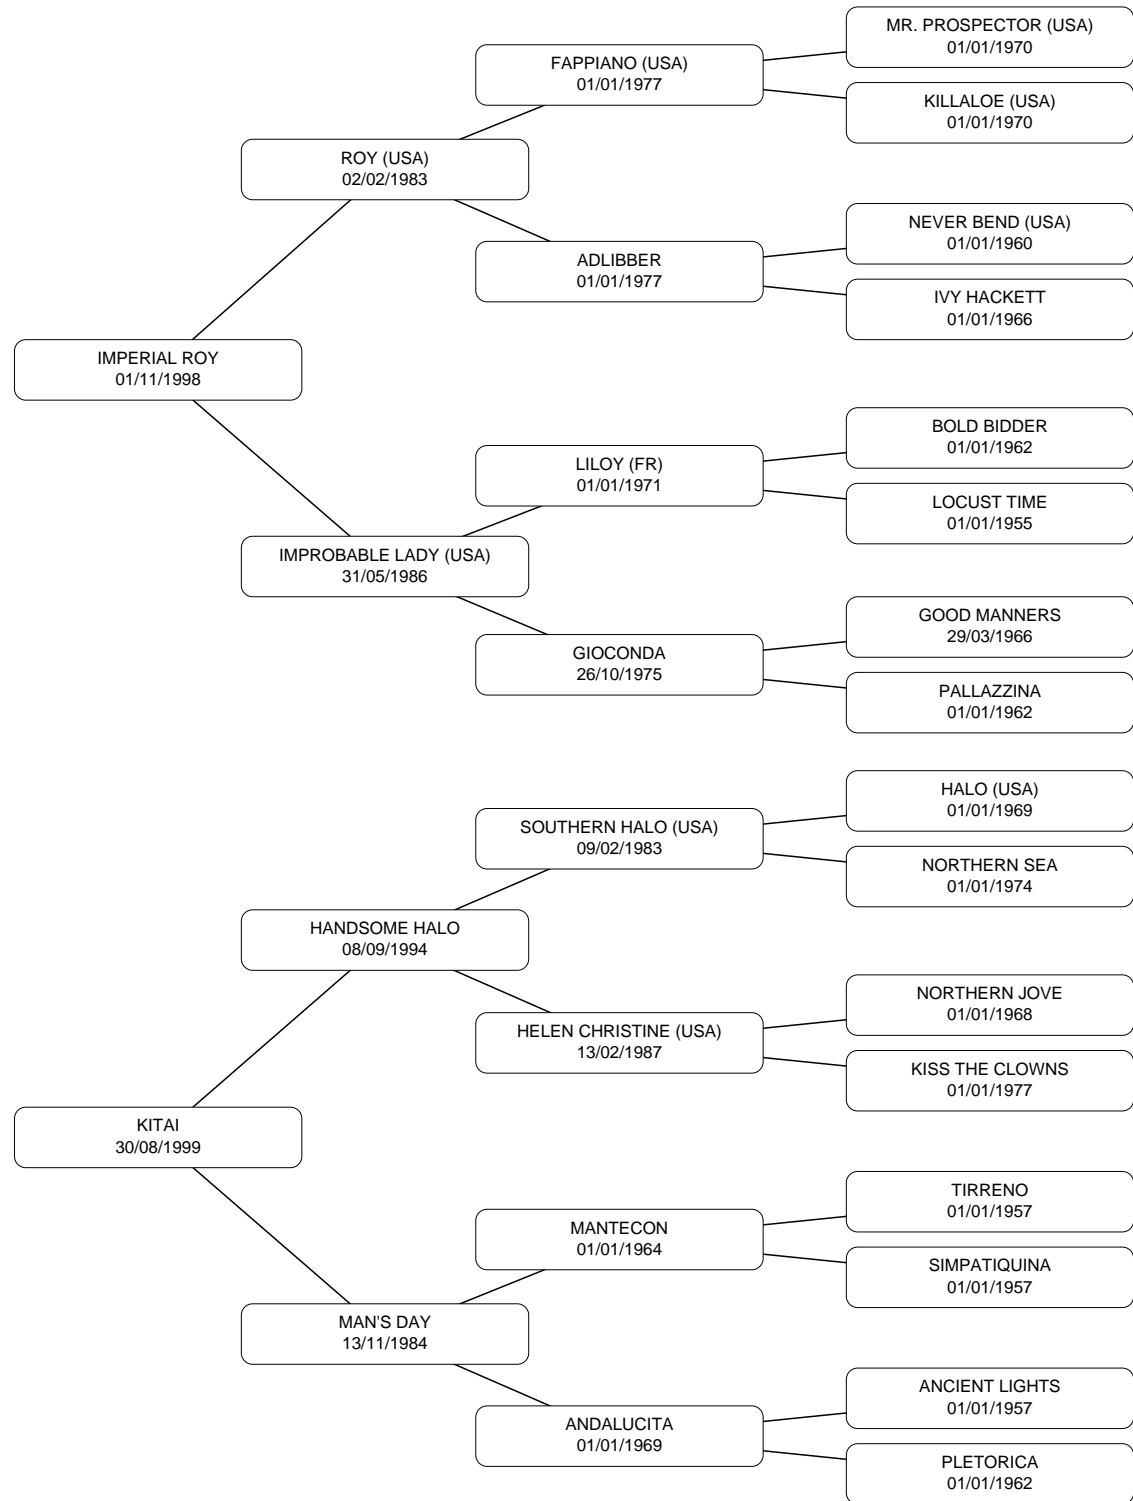 MR. PROSPECTOR (USA)
01/01/1970
FAPPIANO (USA)
01/01/1977
KILLALOE (USA)
01/01/1970
ROY (USA)
02/02/1983
NEVER BEND (USA)
01/01/1960
ADLIBBER
01/01/1977
IVY HACKETT
01/01/1966
IMPERIAL ROY
01/11/1998
BOLD BIDDER
01/01/1962
LILOY (FR)
01/01/1971
LOCUST TIME
01/01/1955
IMPROBABLE LADY (USA)
31/05/1986
GOOD MANNERS
29/03/1966
GIOCONDA
26/10/1975
PALLAZZINA
01/01/1962
HALO (USA)
01/01/1969
SOUTHERN HALO (USA)
09/02/1983
NORTHERN SEA
01/01/1974
HANDSOME HALO
08/09/1994
NORTHERN JOVE
01/01/1968
HELEN CHRISTINE (USA)
13/02/1987
KISS THE CLOWNS
01/01/1977
KITAI
30/08/1999
TIRRENO
01/01/1957
MANTECON
01/01/1964
SIMPATIQUINA
01/01/1957
MAN'S DAY
13/11/1984
ANCIENT LIGHTS
01/01/1957
ANDALUCITA
01/01/1969
PLETORICA
01/01/1962